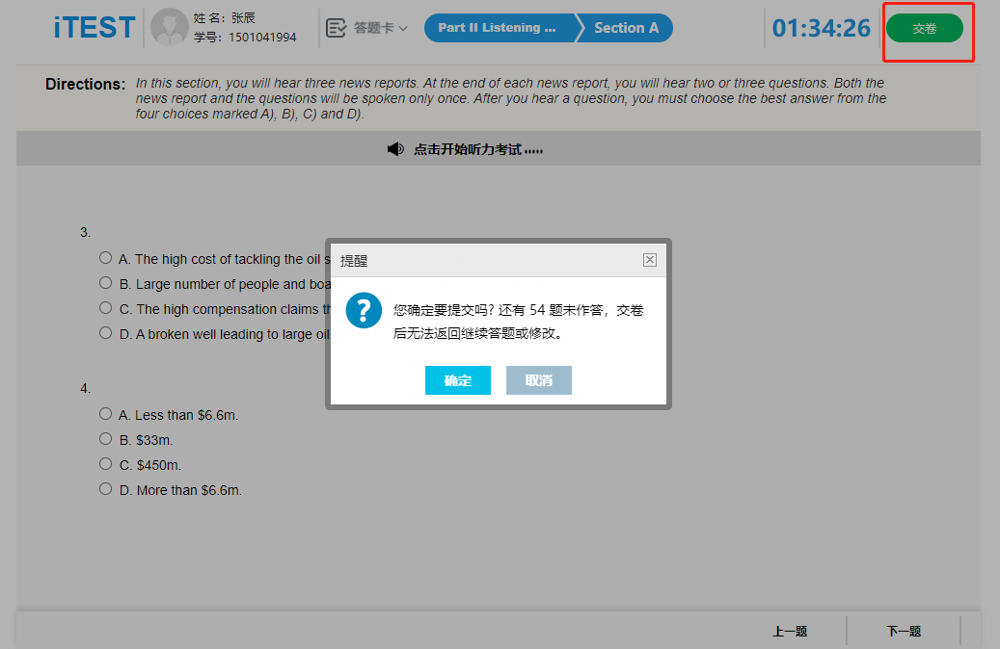 iTEST
姓 名：张辰
学号：1501041994
答题卡
Part II Listening ...
Section A
01:34:26
交卷
Directions: In this section, you will hear three news reports. At the end of each news report, you will hear two or three questions. Both the
news report and the questions will be spoken only once. After you hear a question, you must choose the best answer from the
four choices marked A), B), C) and D).
点击开始听力考试 .....
3.
A. The high cost of tackling the oil s
B. Large number of people and boa
C. The high compensation claims th
D. A broken well leading to large oil
提醒
您确定要提交吗? 还有 54 题未作答，交卷
后无法返回继续答题或修改。
确定
取消
4.
A. Less than $6.6m.
B. $33m.
C. $450m.
D. More than $6.6m.
上一题
下一题